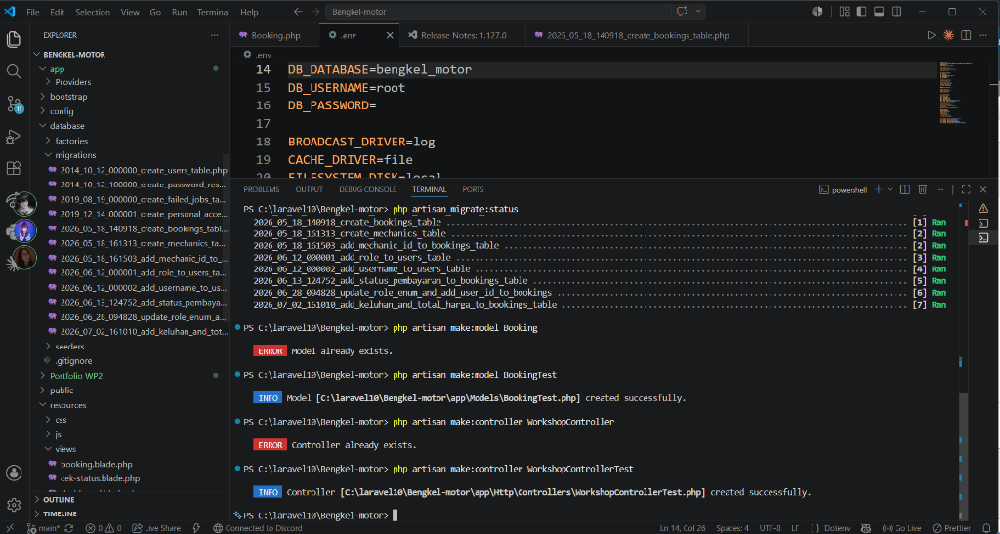 File Edit Selection View Go Run Terminal Help
Bengkel-motor
EXPLORER
BENGKEL-MOTOR
app
Providers
bootstrap
config
database
factories
migrations
2014_10_12_000000_create_users_table.php
2014_10_12_100000_create_password_res...
2019_08_19_000000_create_failed_jobs_ta...
2019_12_14_000001_create_personal_acce...
2026_05_18_140918_create_bookings_table...
2026_05_18_161313_create_mechanics_ta...
2026_05_18_161503_add_mechanic_id_to_...
2026_06_12_000001_add_role_to_users_ta...
2026_06_12_000002_add_username_to_us...
2026_06_13_124752_add_status_pembaya...
2026_06_28_094828_update_role_enum_a...
2026_07_02_161010_add_keluhan_and_tot...
seeders
.gitignore
Portfolio WP2
public
resources
css
js
views
booking.blade.php
cek-status.blade.php
OUTLINE
TIMELINE
11
Booking.php
.env
Release Notes: 1.127.0
2026_05_18_140918_create_bookings_table.php
.env
14 DB_DATABASE=bengkel_motor
15 DB_USERNAME=root
16 DB_PASSWORD=
17
18 BROADCAST_DRIVER=log
19 CACHE_DRIVER=file
20 FILESYSTEM_DISK=local
PROBLEMS OUTPUT DEBUG CONSOLE TERMINAL PORTS
powershell
PS C:\laravel10\Bengkel-motor> php artisan migrate:status
2026_05_18_140918_create_bookings_table [1] Ran
2026_05_18_161313_create_mechanics_table [2] Ran
2026_05_18_161503_add_mechanic_id_to_bookings_table [2] Ran
2026_06_12_000001_add_role_to_users_table [3] Ran
2026_06_12_000002_add_username_to_users_table [4] Ran
2026_06_13_124752_add_status_pembayaran_to_bookings_table [5] Ran
2026_06_28_094828_update_role_enum_and_add_user_id_to_bookings [6] Ran
2026_07_02_161010_add_keluhan_and_total_harga_to_bookings_table [7] Ran
PS C:\laravel10\Bengkel-motor> php artisan make:model Booking
ERROR Model already exists.
PS C:\laravel10\Bengkel-motor> php artisan make:model BookingTest
INFO Model [C:\laravel10\Bengkel-motor\app\Models\BookingTest.php] created successfully.
PS C:\laravel10\Bengkel-motor> php artisan make:controller WorkshopController
ERROR Controller already exists.
PS C:\laravel10\Bengkel-motor> php artisan make:controller WorkshopControllerTest
INFO Controller [C:\laravel10\Bengkel-motor\app\Http\Controllers\WorkshopControllerTest.php] created successfully.
PS C:\laravel10\Bengkel-motor>
main* 0 0 Live Share Connected to Discord Ln 14, Col 26 Spaces: 4 UTF-8 LF Dotenv Go Live Prettier